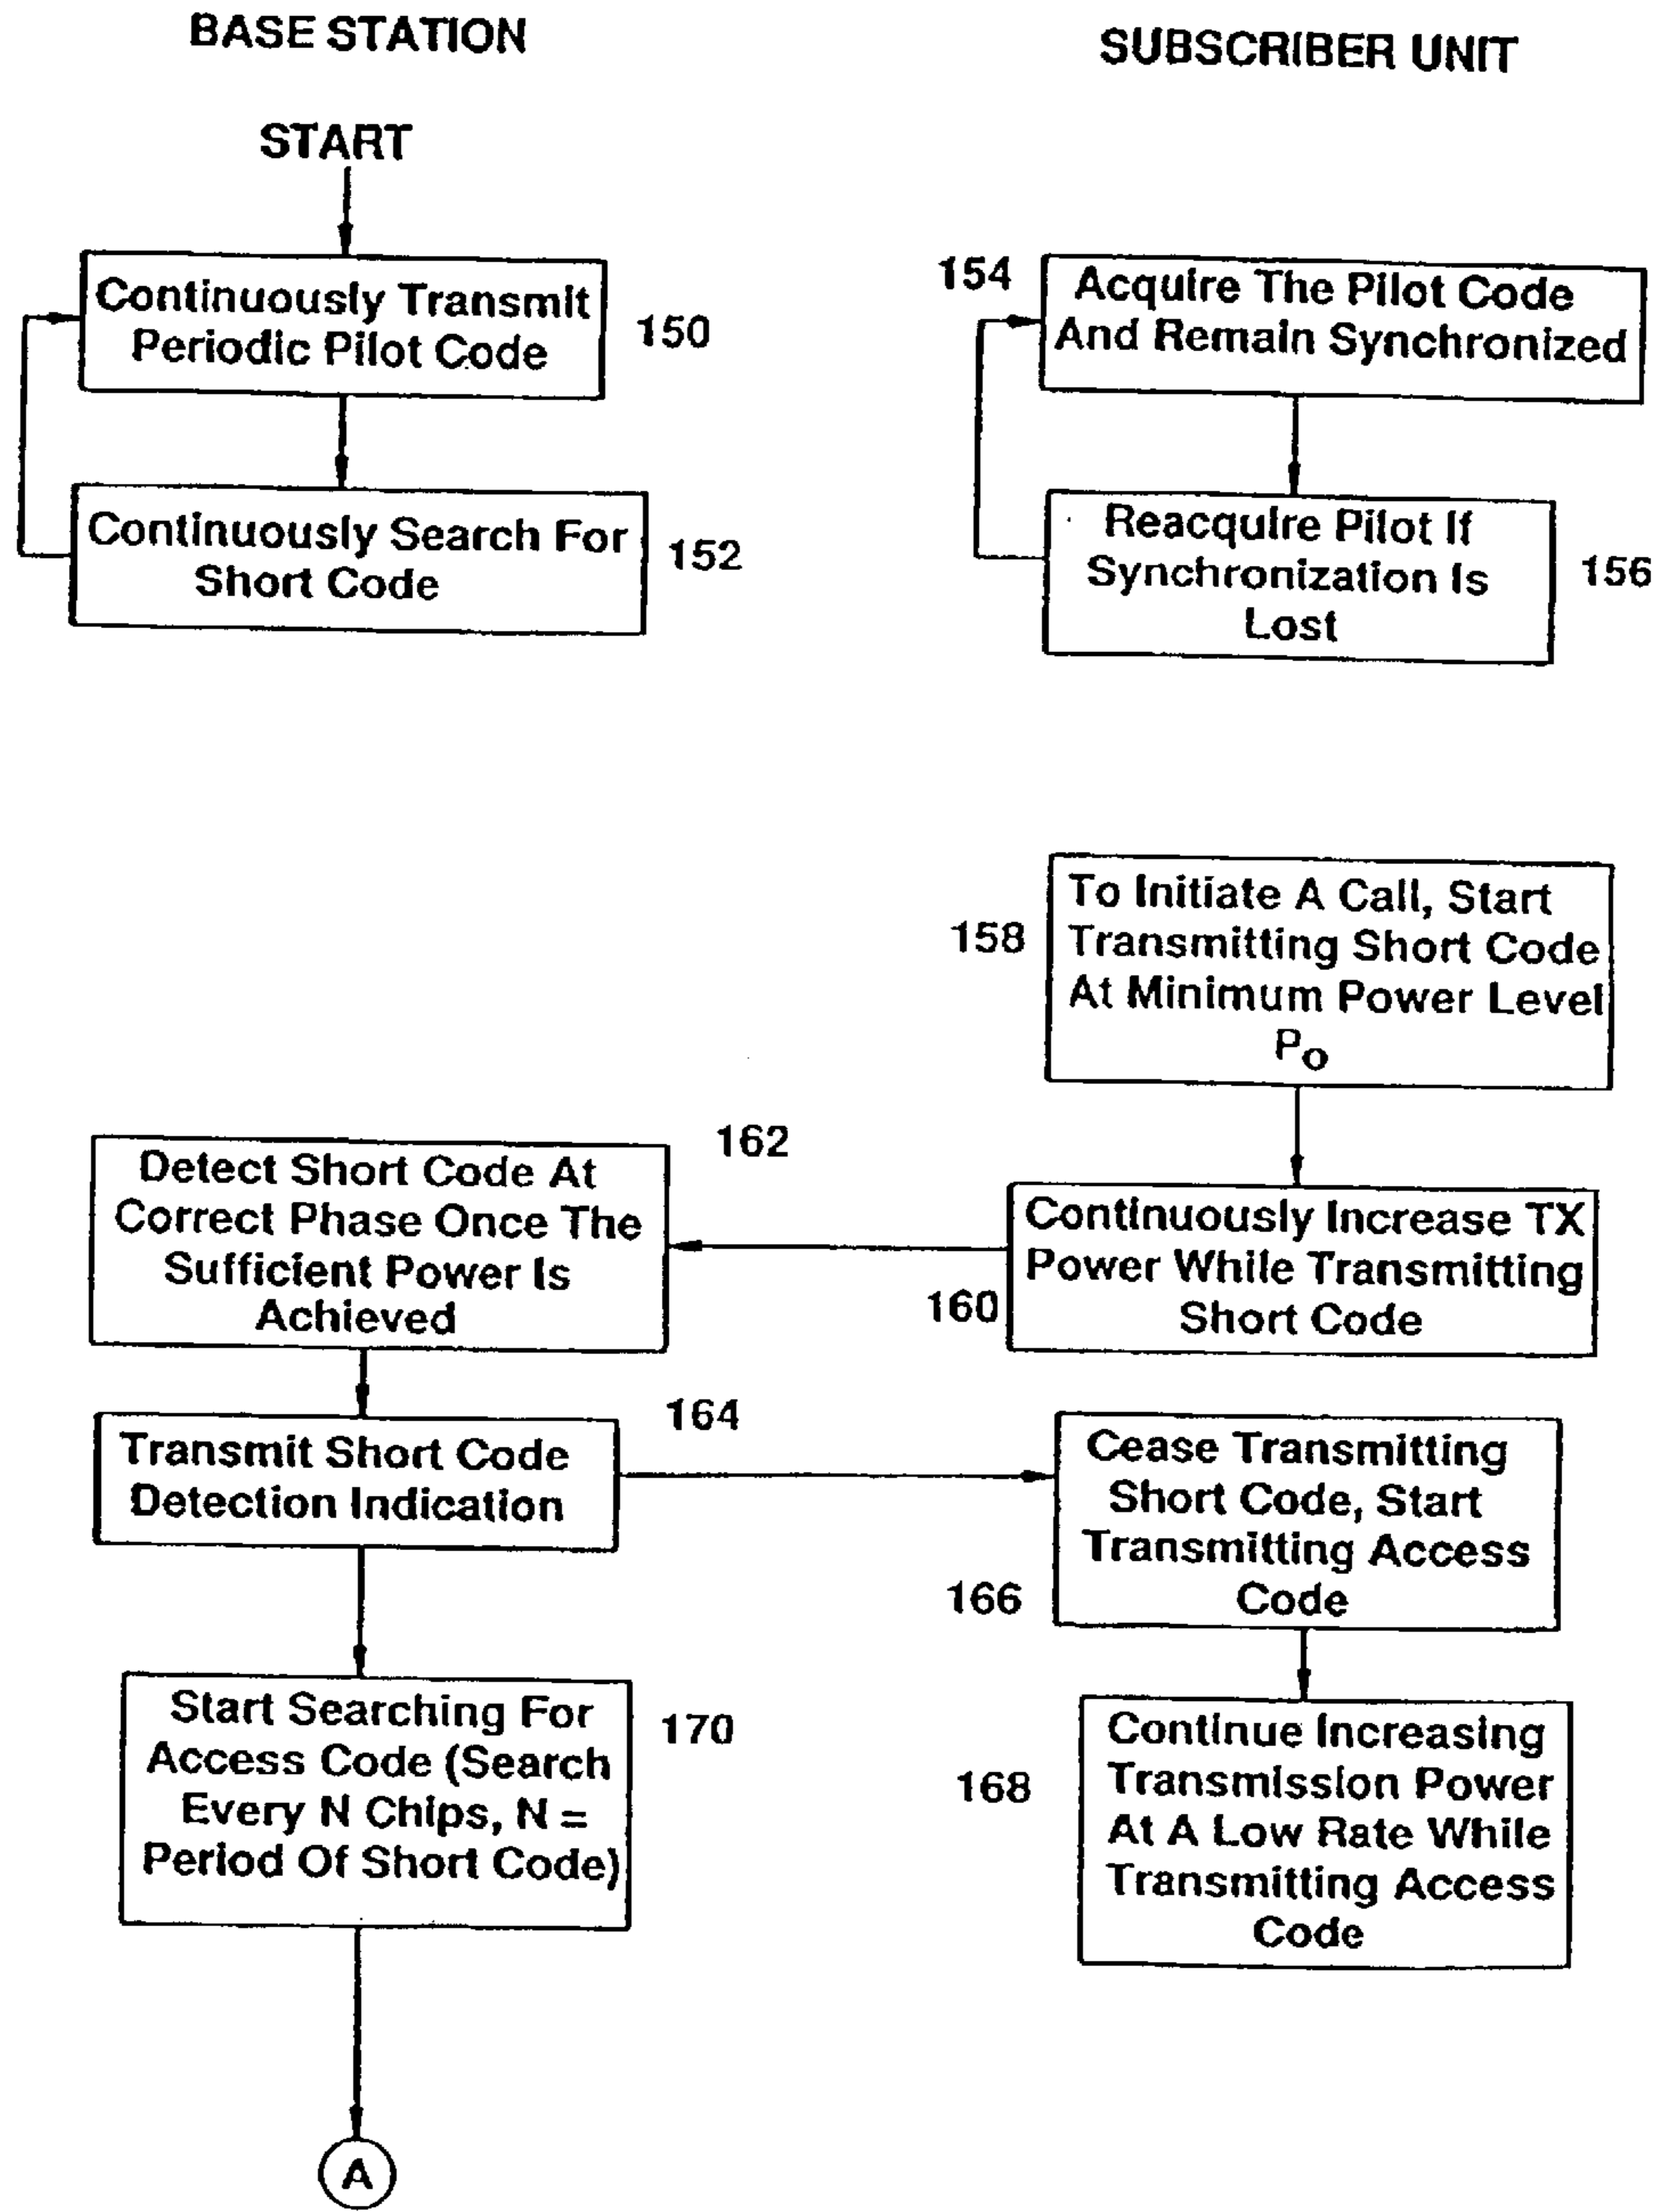 BASE STATION
SUBSCRIBER UNIT
START
Continuously Transmit
Periodic Pilot Code
150
Continuously Search For
Short Code
152
154
Acquire The Pilot Code
And Remain Synchronized
Reacquire Pilot If
Synchronization Is
Lost
156
158
To Initiate A Call, Start
Transmitting Short Code
At Minimum Power Level
Po
162
Detect Short Code At
Correct Phase Once The
Sufficient Power Is
Achieved
Continuously Increase TX
Power While Transmitting
Short Code
160
164
Transmit Short Code
Detection Indication
Cease Transmitting
Short Code, Start
Transmitting Access
Code
166
Start Searching For
Access Code (Search
Every N Chips, N =
Period Of Short Code)
170
168
Continue Increasing
Transmission Power
At A Low Rate While
Transmitting Access
Code
A